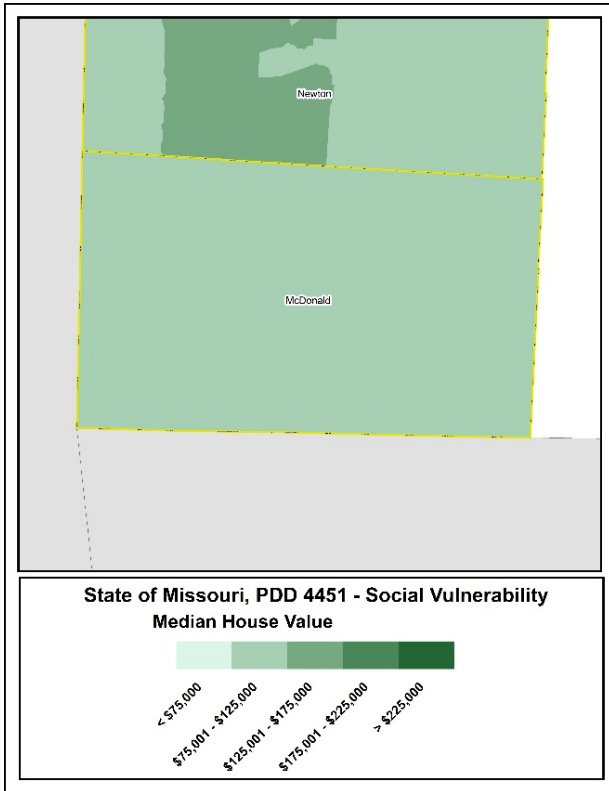 Newton
McDonald
State of Missouri, PDD 4451 - Social Vulnerability
Median House Value
< $75,000
$75,001 - $125,000
$125,001 - $175,000
$175,001 - $225,000
> $225,000